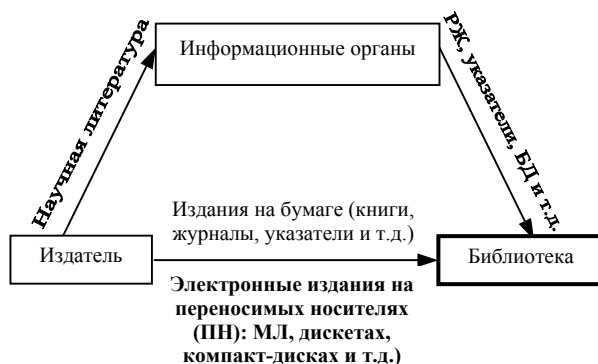 Информационные органы
Научная литература
РЖ, указатели, БД и т.д.
Издания на бумаге (книги,
журналы, указатели и т.д.)
Издатель
Библиотека
Электронные издания на
переносимых носителях
(ПН): МЛ, дискетах,
компакт-дисках и т.д.)